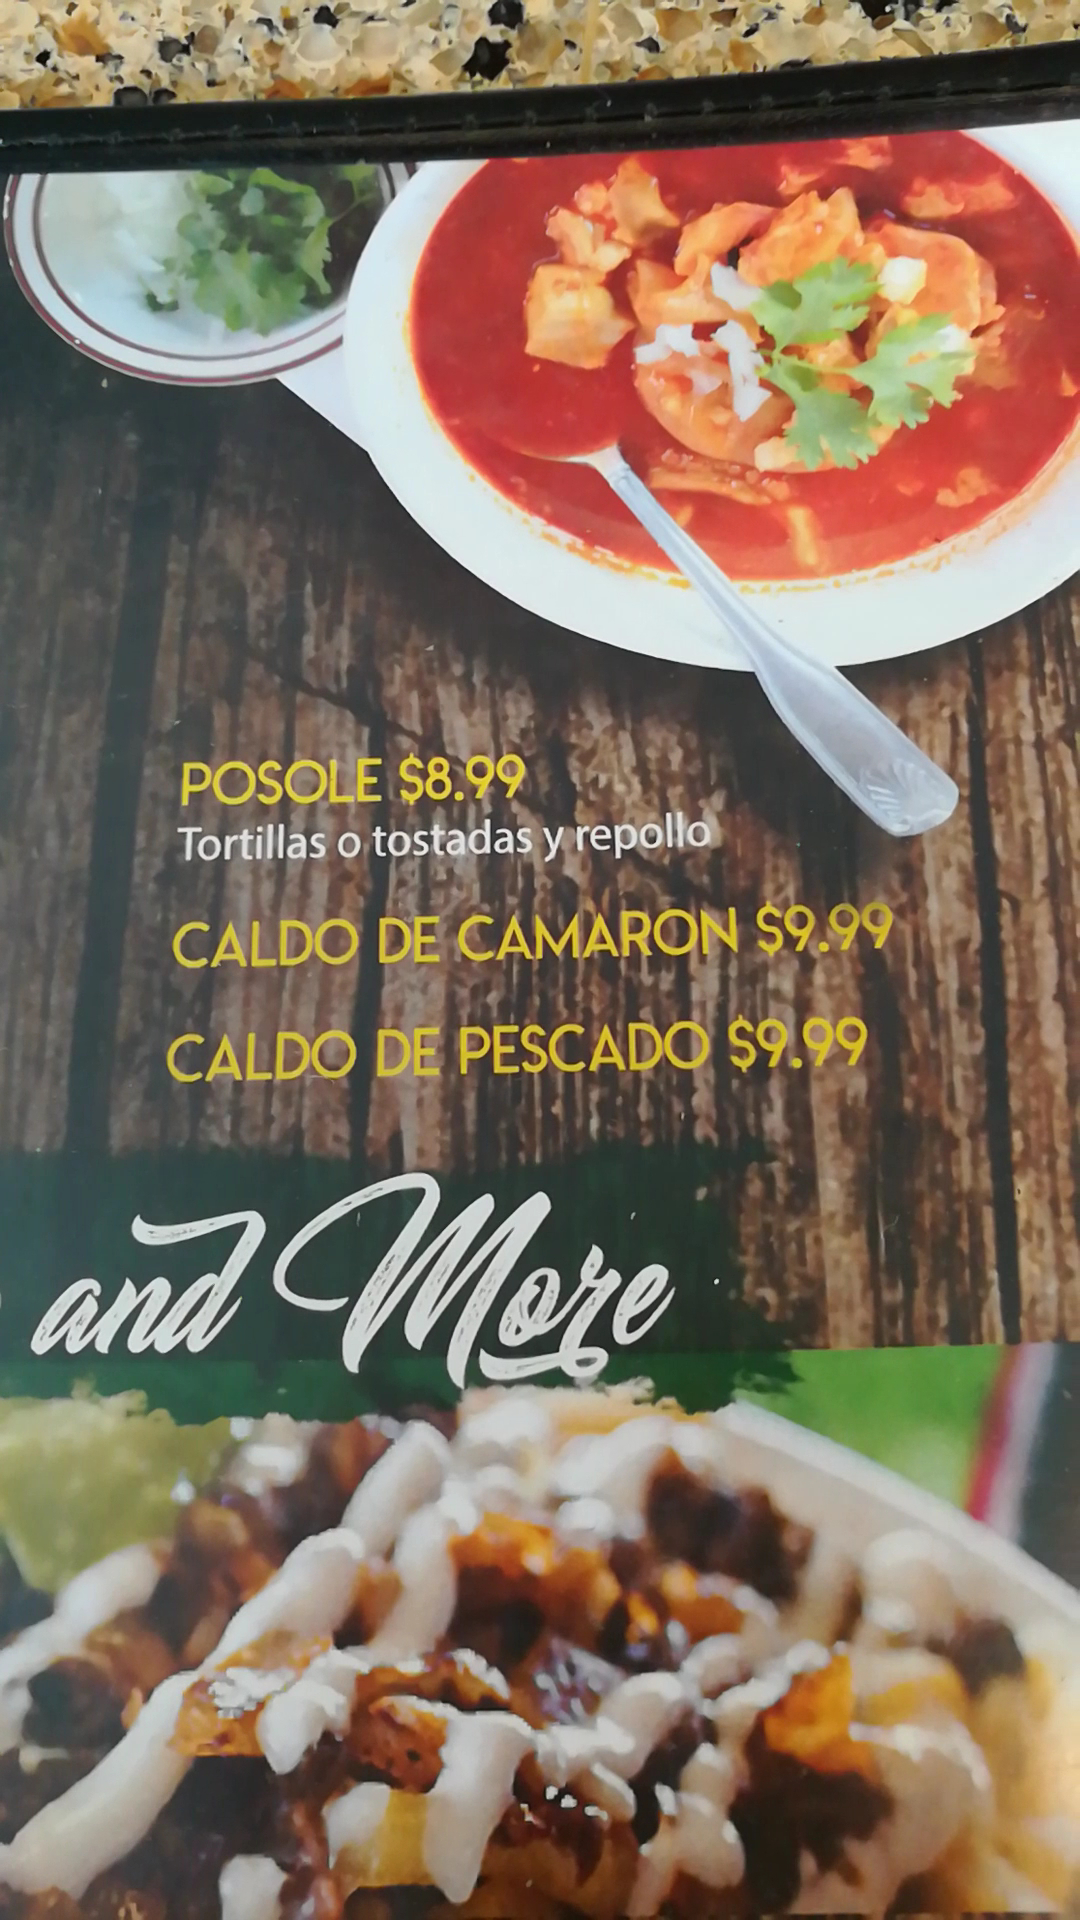 POSOLE $8.99
Tortillas o tostadas y repollo
CALDO DE CAMARON $9.99
CALDO DE PESCADO $9.99
and More